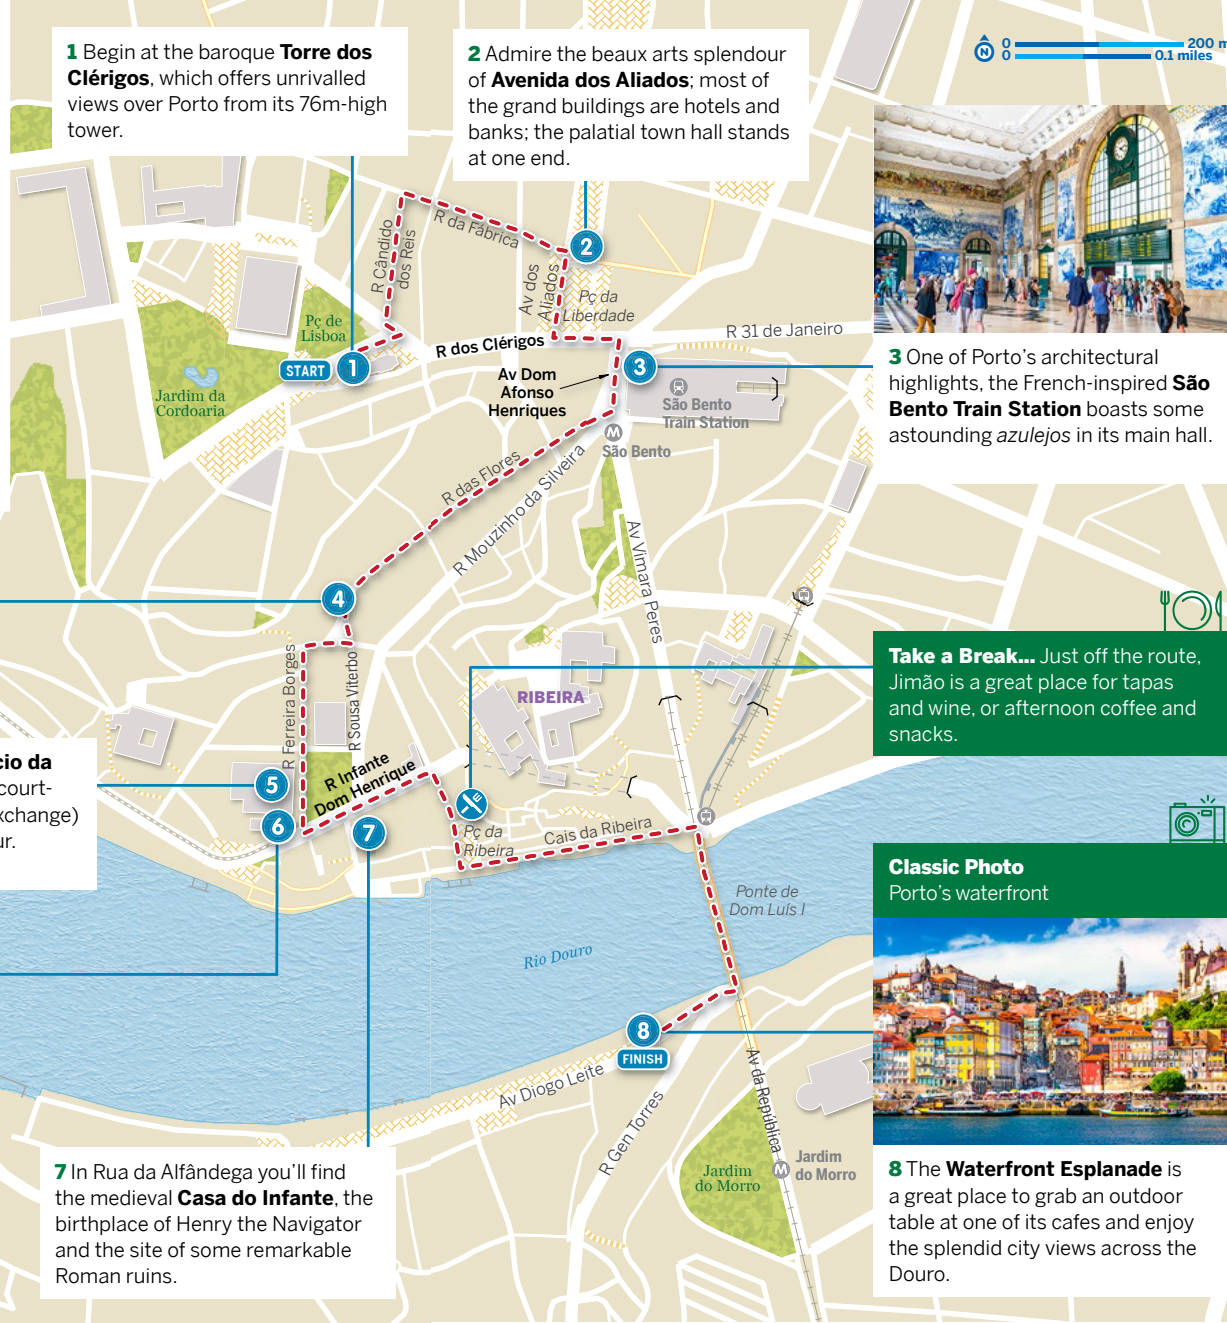 1 Begin at the baroque Torre dos
Clérigos, which offers unrivalled
views over Porto from its 76m-high
tower.
2 Admire the beaux arts splendour
of Avenida dos Aliados; most of
the grand buildings are hotels and
banks; the palatial town hall stands
at one end.
N
0 200 m
0 0.1 miles
R da Fábrica
R Cândido
dos Reis
2
Av dos
Aliados
Pç da
Liberdade
Pç de
Lisboa
R dos Clérigos
R 31 de Janeiro
START
1
3
Av Dom
Afonso
Henriques
São Bento
Train Station
Jardim da
Cordoaria
M
São Bento
3 One of Porto's architectural
highlights, the French-inspired São
Bento Train Station boasts some
astounding azulejos in its main hall.
R das Flores
R Mouzinho da Silveira
Av Vimara Peres
4
R Ferreira Borges
R Sousa Viterbo
RIBEIRA
Take a Break... Just off the route,
Jimão is a great place for tapas
and wine, or afternoon coffee and
snacks.
cio da
court-
xchange)
ur.
5
R Infante
Dom Henrique
6
7
Pç da
Ribeira
Cais da Ribeira
Ponte de
Dom Luís I
Rio Douro
Classic Photo
Porto's waterfront
8
FINISH
Av Diogo Leite
R Gen Torres
Av da República
Jardim
do Morro
M
Jardim
do Morro
7 In Rua da Alfândega you'll find
the medieval Casa do Infante, the
birthplace of Henry the Navigator
and the site of some remarkable
Roman ruins.
8 The Waterfront Esplanade is
a great place to grab an outdoor
table at one of its cafes and enjoy
the splendid city views across the
Douro.